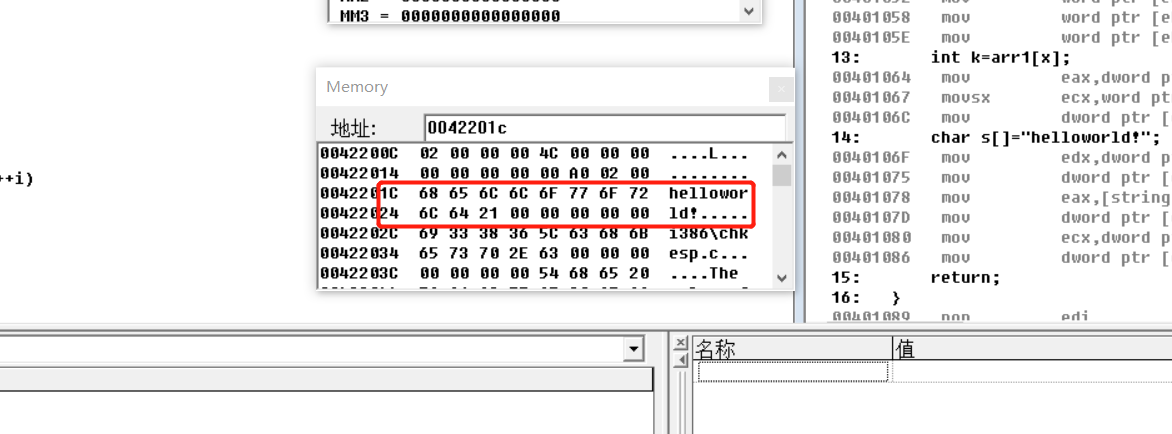 MM3 = 0000000000000000
Memory
地址:
0042201c
0042200C 02 00 00 00 4C 00 00 00 ....L...
00422014 00 00 00 00 00 A0 02 00 ........
0042201C 68 65 6C 6C 6F 77 6F 72 hellowor
00422024 6C 64 21 00 00 00 00 00 ld!.....
0042202C 69 33 38 36 5C 63 68 6B i386\chk
00422034 65 73 70 2E 63 00 00 00 esp.c...
0042203C 00 00 00 00 54 68 65 20 ....The
++i)
00401058 mov word ptr [e
0040105E mov word ptr [e
13: int k=arr1[x];
00401064 mov eax,dword p
00401067 movsx ecx,word pt
0040106C mov dword ptr [
14: char s[]="helloworld!";
0040106F mov edx,dword p
00401075 mov dword ptr [
00401078 mov eax,[string
0040107D mov dword ptr [
00401080 mov ecx,dword p
00401086 mov dword ptr [
15: return;
16: }
00401089 pop edi
名称
值